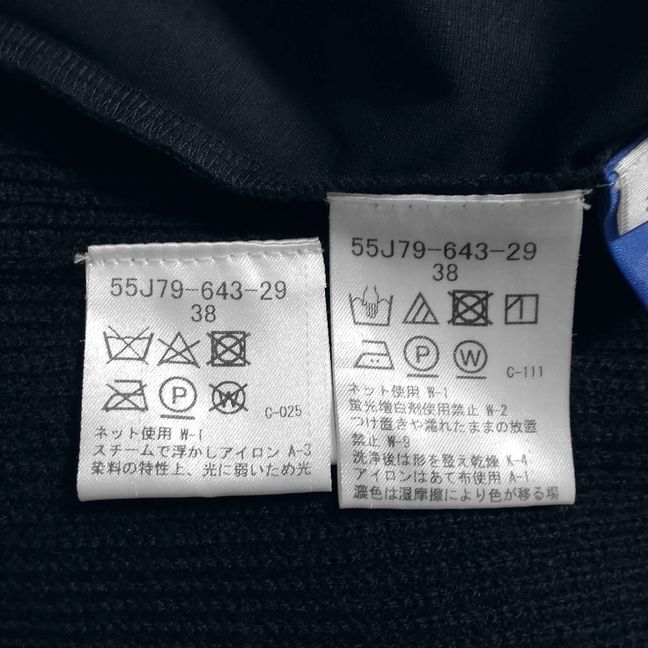 55J79-643-29
38
P W
C-025
ネット使用 W-1
スチームで浮かしアイロン A-3
染料の特性上、光に弱いため光
55J79-643-29
38
P W
C-111
ネット使用 W-1
蛍光増白剤使用禁止 W-2
つけ置きや濡れたままの放置
禁止 W-9
洗浄後は形を整え乾燥 K-4
アイロンはあて布使用 A-1
濃色は湿摩擦により色が移る場